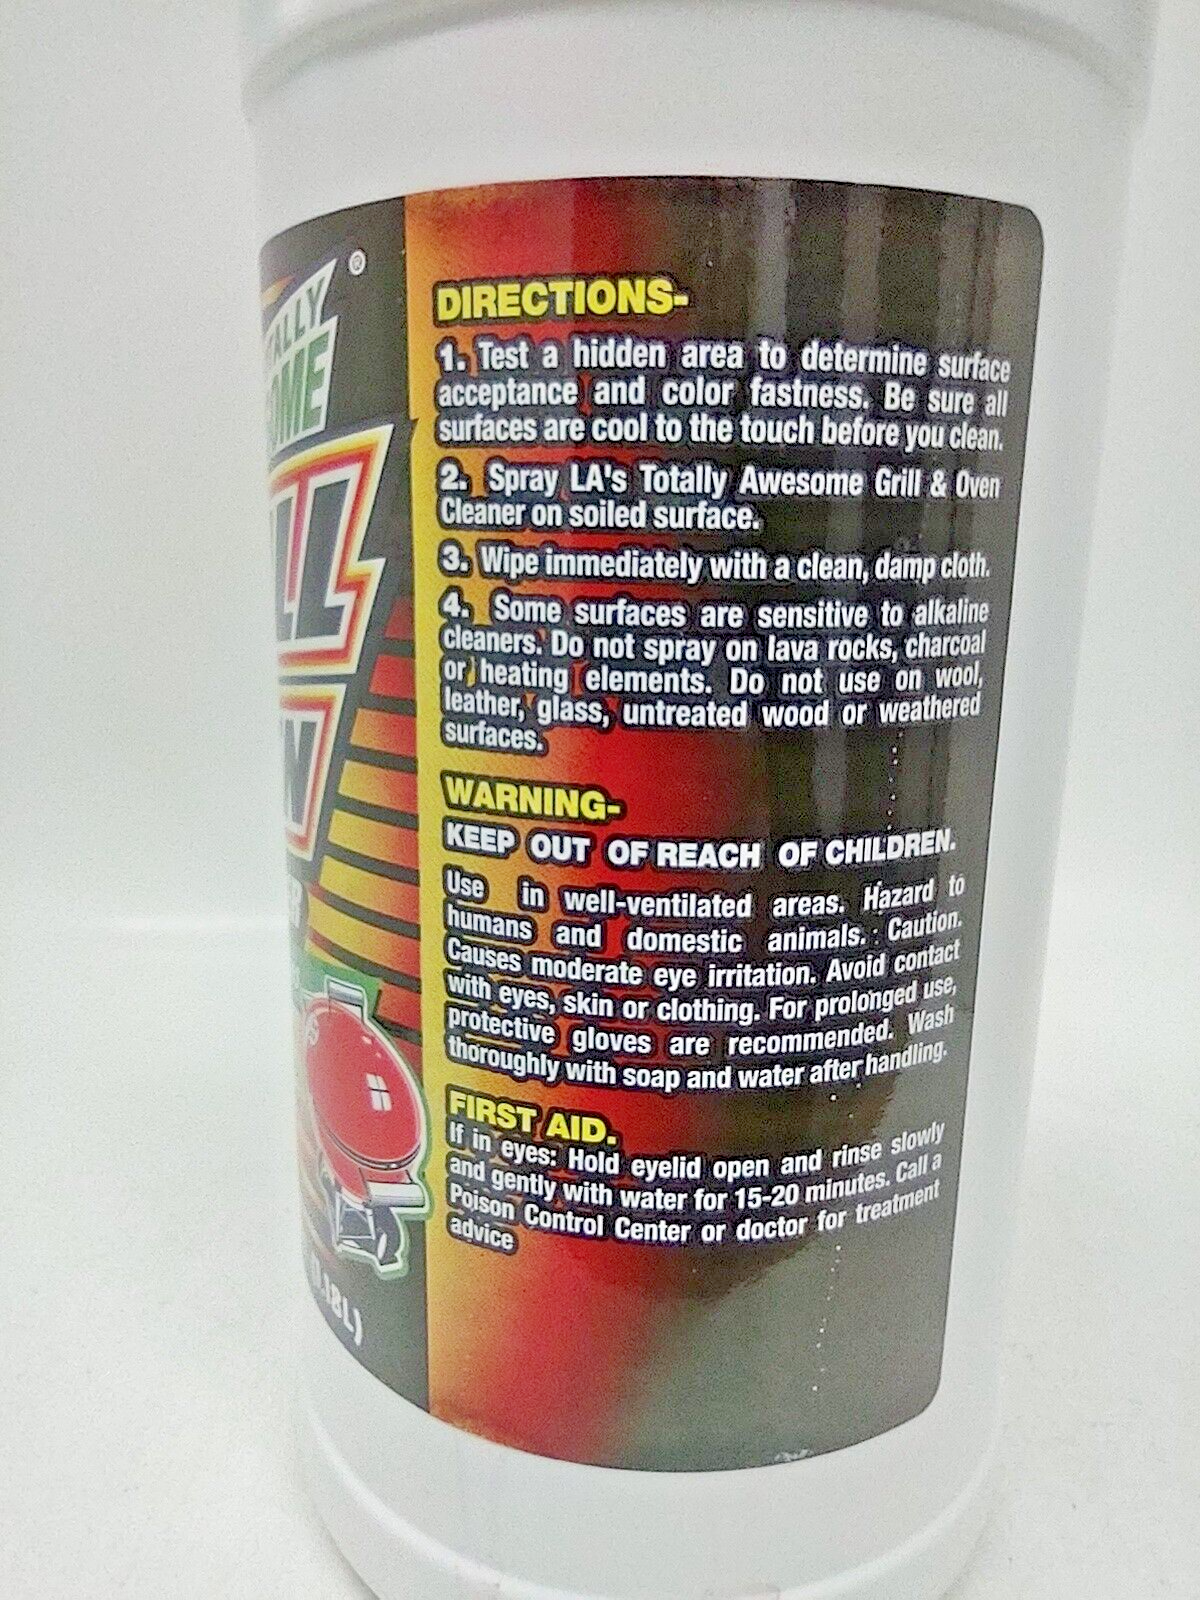 ®
ALLY
OME
LL
N
DIRECTIONS-
1. Test a hidden area to determine surface
acceptance and color fastness. Be sure all
surfaces are cool to the touch before you clean.
2. Spray LA's Totally Awesome Grill & Oven
Cleaner on soiled surface.
3. Wipe immediately with a clean, damp cloth.
4. Some surfaces are sensitive to alkaline
cleaners. Do not spray on lava rocks, charcoal
or heating elements. Do not use on wool,
leather, glass, untreated wood or weathered
surfaces.
WARNING-
KEEP OUT OF REACH OF CHILDREN.
Use in well-ventilated areas. Hazard to
humans and domestic animals. Caution.
Causes moderate eye irritation. Avoid contact
with eyes, skin or clothing. For prolonged use,
protective gloves are recommended. Wash
thoroughly with soap and water after handling.
FIRST AID.
If in eyes: Hold eyelid open and rinse slowly
and gently with water for 15-20 minutes. Call a
Poison Control Center or doctor for treatment
advice
.18L)